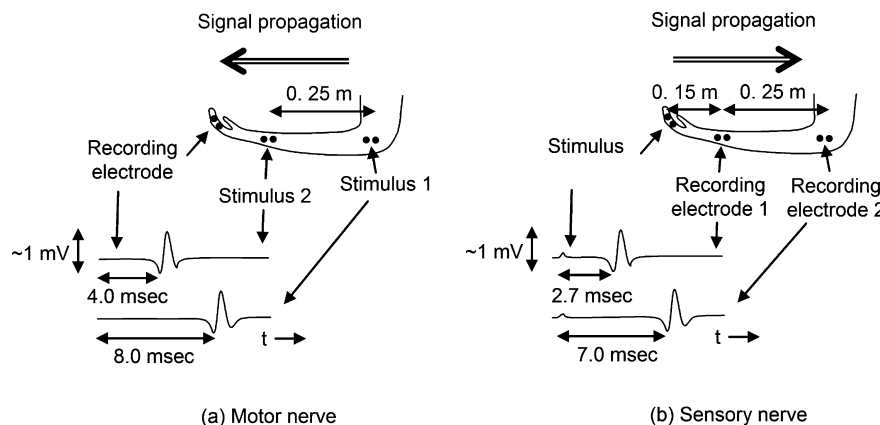 Signal propagation
0. 25 m
Recording
electrode
Stimulus 2
Stimulus 1
~1 mV
4.0 msec
8.0 msec
t
(a) Motor nerve
Signal propagation
0. 15 m
0. 25 m
Stimulus
Recording
electrode 1
Recording
electrode 2
~1 mV
2.7 msec
7.0 msec
t
(b) Sensory nerve